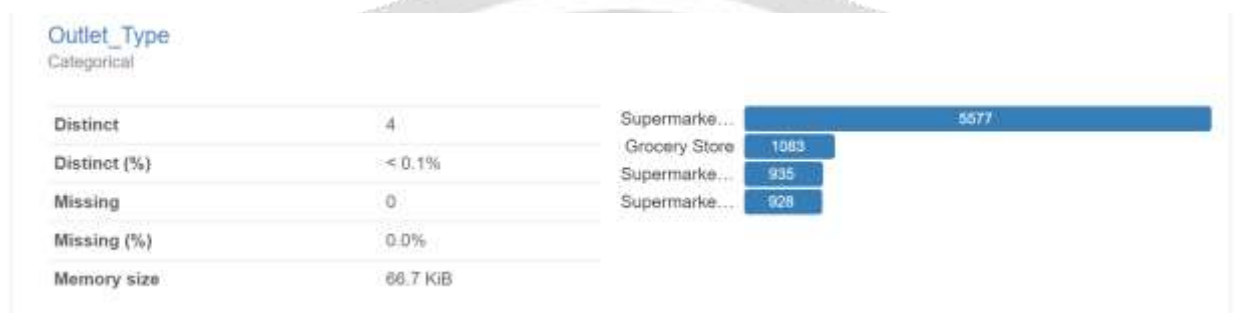 Outlet_Type
Categorical
Distinct 4
Distinct (%) < 0.1%
Missing 0
Missing (%) 0.0%
Memory size 66.7 KiB
Supermarke... 5577
Grocery Store 1083
Supermarke... 935
Supermarke... 928